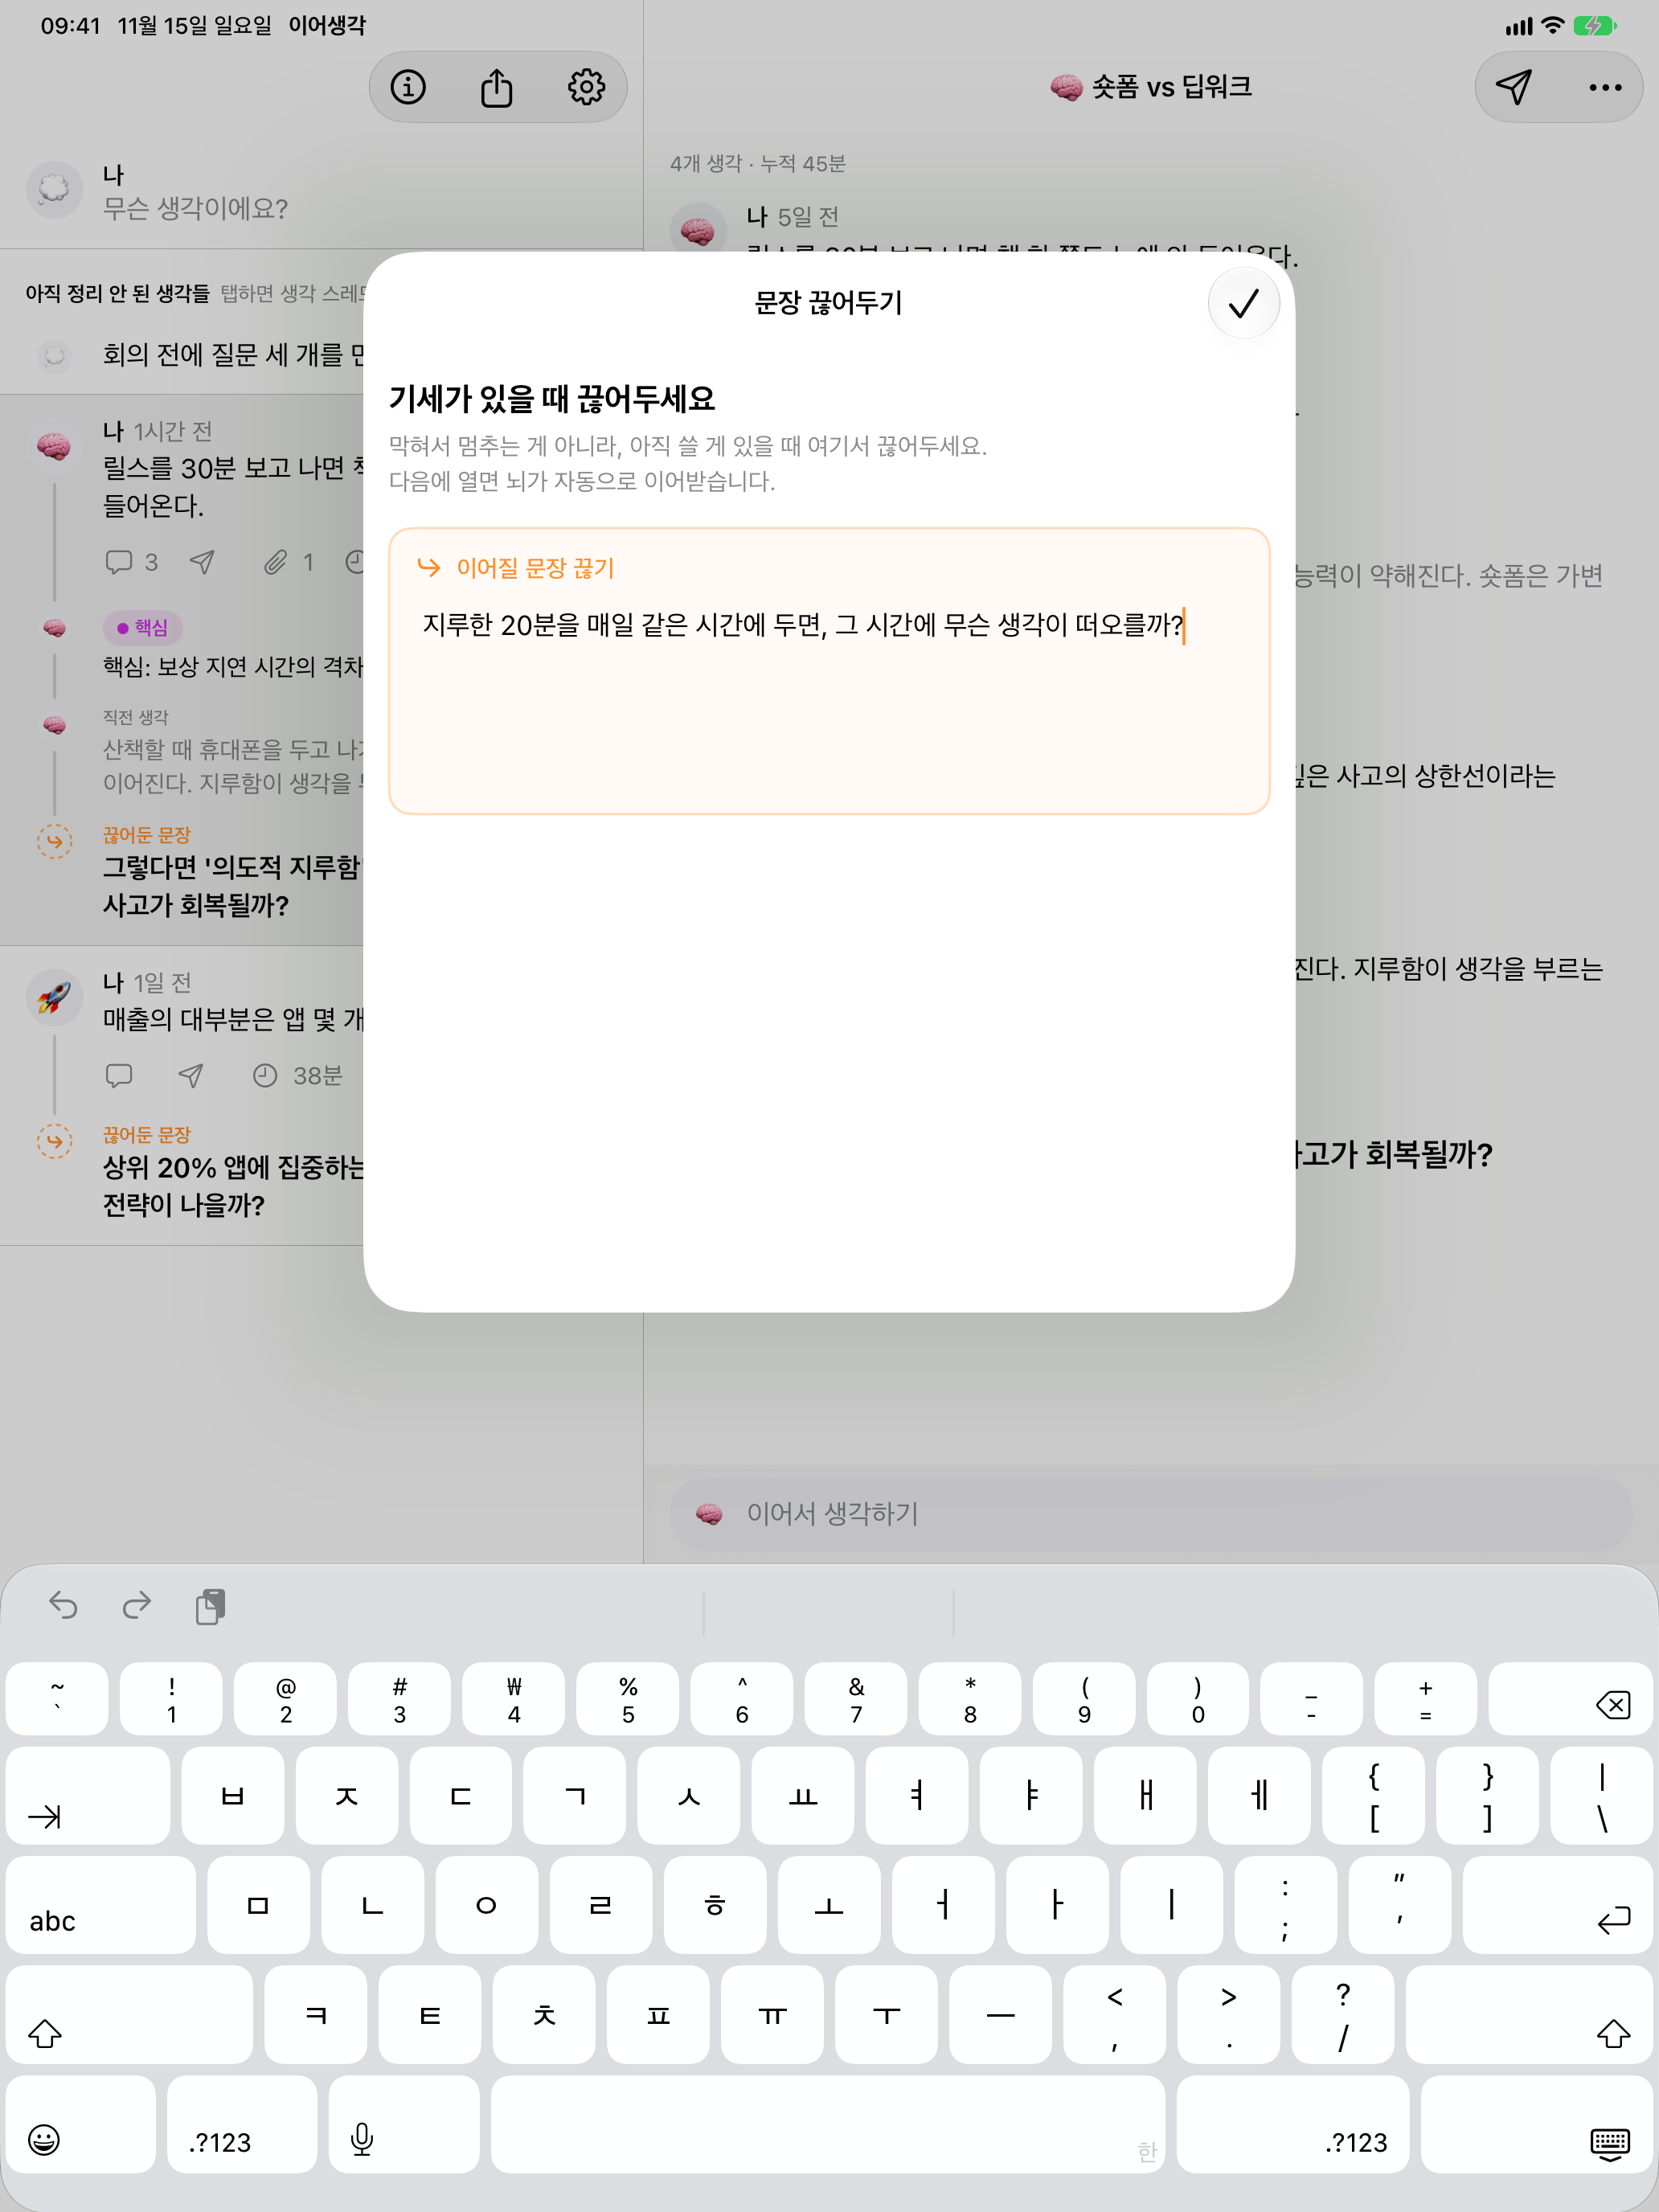 09:41 11월 15일 일요일 이어생각
🧠 숏폼 vs 딥워크
나
무슨 생각이에요?
아직 정리 안 된 생각들 탭하면 생각
회의 전에 질문 세 개를
나 1시간 전
릴스를 30분 보고 나면
들어온다.
3 1
핵심
핵심: 보상 지연 시간의 격차
직전 생각
산책할 때 휴대폰을 두고
이어진다. 지루함이 생각을
끊어둔 문장
그렇다면 '의도적 지루함'
사고가 회복될까?
나 1일 전
매출의 대부분은 앱 몇 개
38분
끊어둔 문장
상위 20% 앱에 집중하는
전략이 나을까?
4개 생각 · 누적 45분
나 5일 전
능력이 약해진다. 숏폼은 가변
사고의 상한선이라는
지루함이 생각을 부르는
회복될까?
이어서 생각하기
문장 끊어두기
기세가 있을 때 끊어두세요
막혀서 멈추는 게 아니라, 아직 쓸 게 있을 때 여기서 끊어두세요.
다음에 열면 뇌가 자동으로 이어받습니다.
이어질 문장 끊기
지루한 20분을 매일 같은 시간에 두면, 그 시간에 무슨 생각이 떠오를까?
~ ! @ # ₩ % ^ & * ( ) _ +
` 1 2 3 4 5 6 7 8 9 0 - =
ㅂ ㅈ ㄷ ㄱ ㅅ ㅛ ㅕ ㅑ ㅐ ㅔ { } |
[ ] \
abc ㅁ ㄴ ㅇ ㄹ ㅎ ㅗ ㅓ ㅏ ㅣ : "
; '
ㅋ ㅌ ㅊ ㅍ ㅠ ㅜ ㅡ < > ?
, . /
.?123 한 .?123